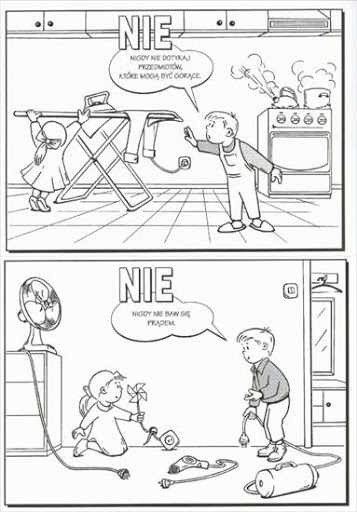 NIE
NIGDY NIE DOTYKAJ
PRZEDMIOTÓW,
KTÓRE MOGĄ BYĆ GORĄCE.
NIE
NIGDY NIE BAW SIĘ
PRĄDEM.